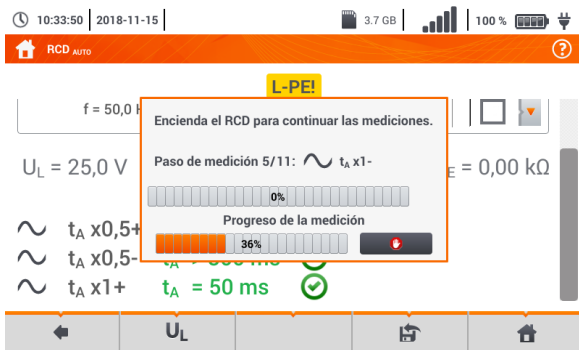 10:33:50 2018-11-15 3.7 GB 100 %
RCD AUTO ?
L-PE!
f = 50,0
Encienda el RCD para continuar las mediciones.
UL = 25,0 V
Paso de medición 5/11: tA x1-
E = 0,00 kΩ
0%
Progreso de la medición
36%
tA x0,5+
tA x0,5-
tA x1+ tA = 50 ms
UL